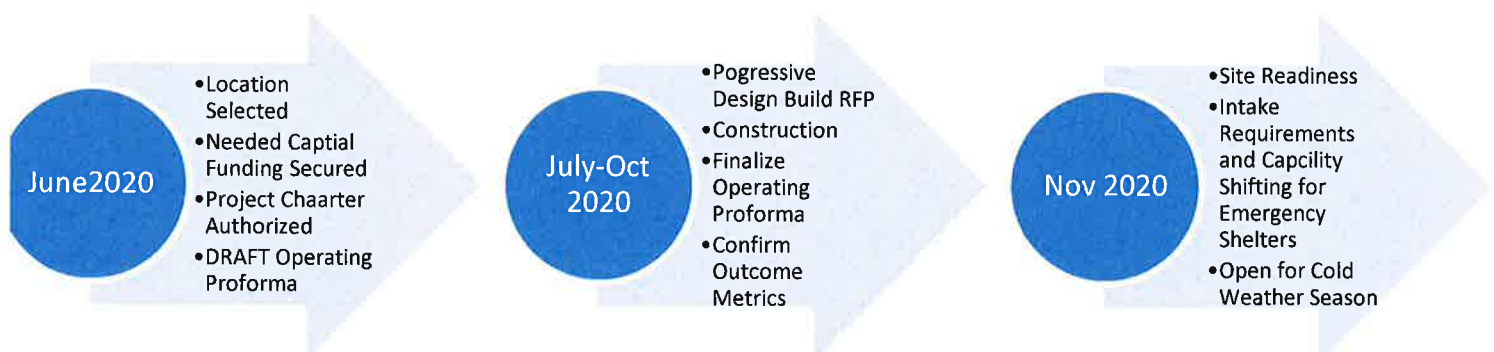 June2020
•Location
Selected
•Needed Captial
Funding Secured
•Project Chaarter
Authorized
•DRAFT Operating
Proforma
July-Oct
2020
•Pogressive
Design Build RFP
•Construction
•Finalize
Operating
Proforma
•Confirm
Outcome
Metrics
Nov 2020
•Site Readiness
•Intake
Requirements
and Capcility
Shifting for
Emergency
Shelters
•Open for Cold
Weather Season